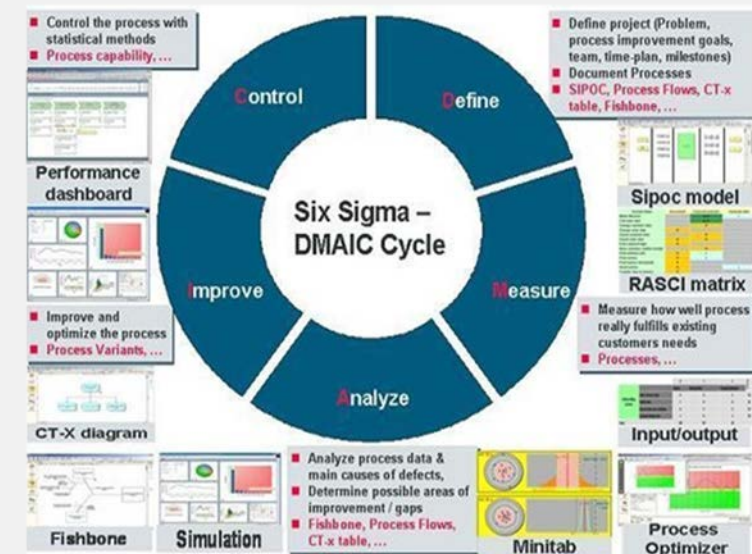 Control the process with
statistical methods
Process capability, ...
Define project (Problem,
process improvement goals,
team, time-plan, milestones)
Document Processes
SIPOC, Process Flows, CT-x
table, Fishbone, ...
Control
Define
Performance
dashboard
Sipoc model
Six Sigma –
DMAIC Cycle
RASCI matrix
Improve
Measure
Improve and
optimize the process
Process Variants, ...
Measure how well process
really fulfills existing
customers needs
Processes, ...
Analyze
CT-X diagram
Input/output
Analyze process data &
main causes of defects,
Determine possible areas of
improvement / gaps
Fishbone, Process Flows,
CT-x table, ...
Fishbone
Simulation
Minitab
Process
Optimizer